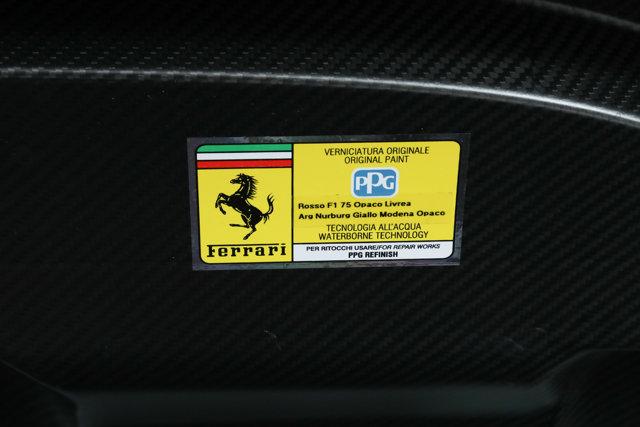 VERNICIATURA ORIGINALE
ORIGINAL PAINT
PPG
Rosso F1 75 Opaco Livrea
Arg Nurburg Giallo Modena Opaco
TECNOLOGIA ALL'ACQUA
WATERBORNE TECHNOLOGY
PER RITOCCHI USARE/FOR REPAIR WORKS
PPG REFINISH
Ferrari